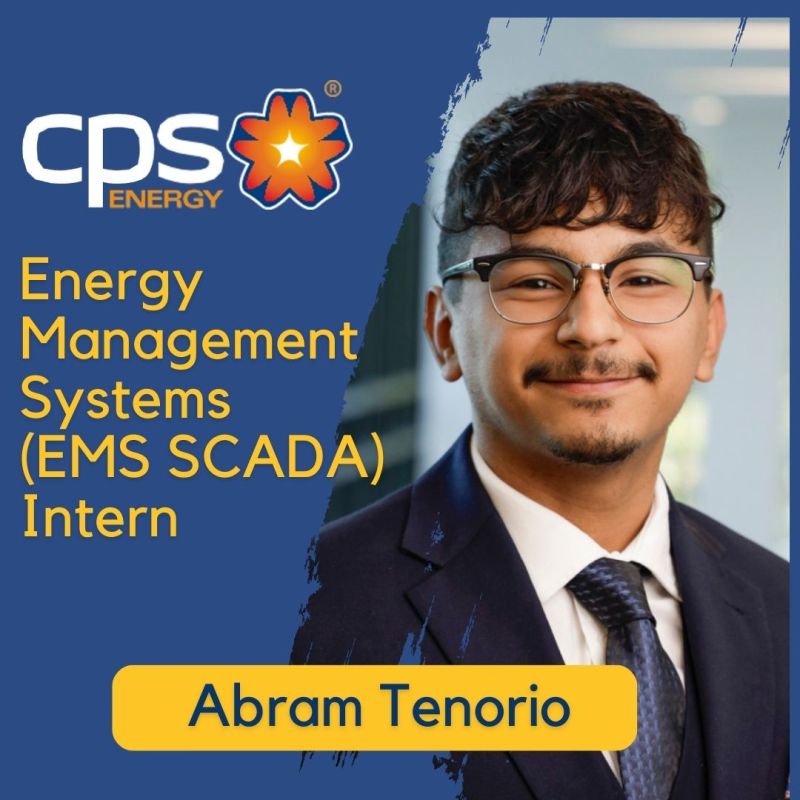 cps
ENERGY
®
Energy
Management
Systems
(EMS SCADA)
Intern
Abram Tenorio